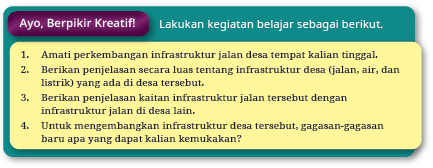 Ayo, Berpikir Kreatif! Lakukan kegiatan belajar sebagai berikut.
1. Amati perkembangan infrastruktur jalan desa tempat kalian tinggal.
2. Berikan penjelasan secara luas tentang infrastruktur desa (jalan, air, dan
listrik) yang ada di desa tersebut.
3. Berikan penjelasan kaitan infrastruktur jalan tersebut dengan
infrastruktur jalan di desa lain.
4. Untuk mengembangkan infrastruktur desa tersebut, gagasan-gagasan
baru apa yang dapat kalian kemukakan?